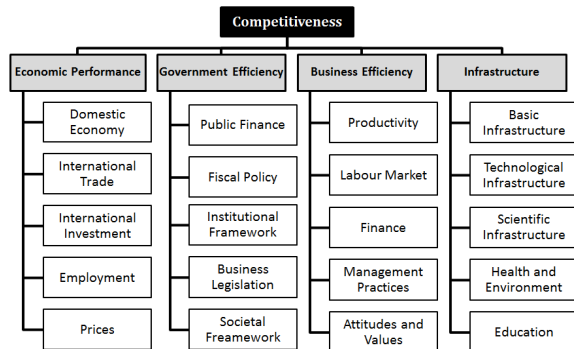 Competitiveness
Economic Performance
Government Efficiency
Business Efficiency
Infrastructure
Domestic
Economy
International
Trade
International
Investment
Employment
Prices
Public Finance
Fiscal Policy
Institutional
Framework
Business
Legislation
Societal
Freamework
Productivity
Labour Market
Finance
Management
Practices
Attitudes and
Values
Basic
Infrastructure
Technological
Infrastructure
Scientific
Infrastructure
Health and
Environment
Education